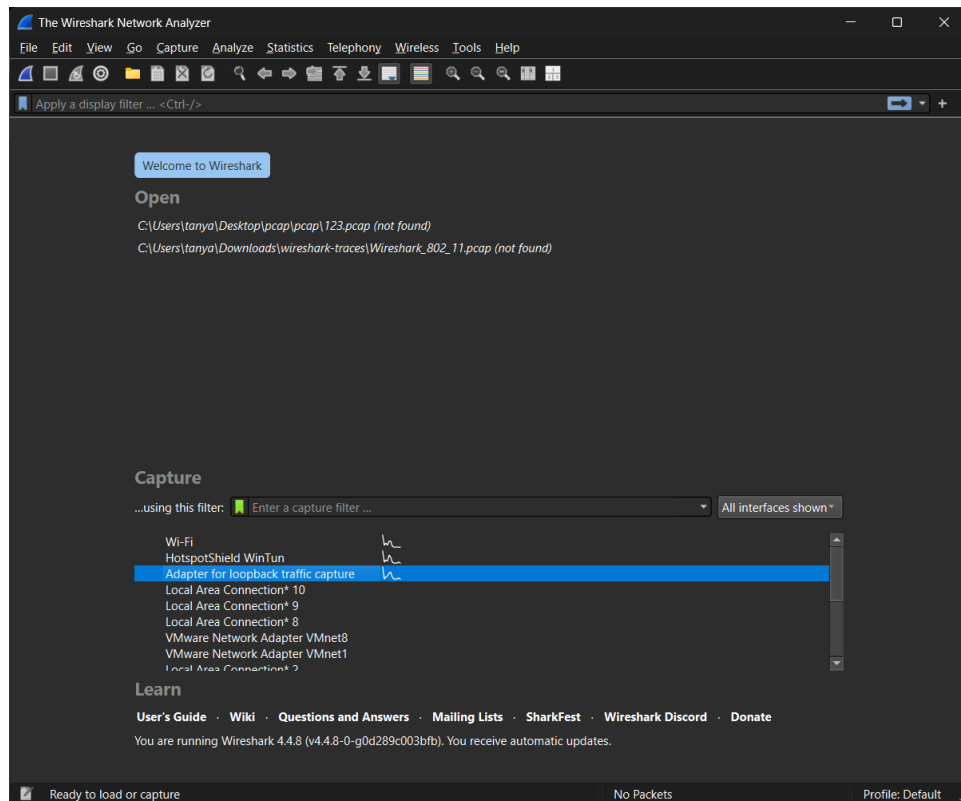 The Wireshark Network Analyzer
File Edit View Go Capture Analyze Statistics Telephony Wireless Tools Help
Apply a display filter ... <Ctrl-/>
Welcome to Wireshark
Open
C:\Users\tanya\Desktop\pcap\pcap\123.pcap (not found)
C:\Users\tanya\Downloads\wireshark-traces\Wireshark_802_11.pcap (not found)
Capture
...using this filter: Enter a capture filter ... All interfaces shown
Wi-Fi
HotspotShield WinTun
Adapter for loopback traffic capture
Local Area Connection* 10
Local Area Connection* 9
Local Area Connection* 8
VMware Network Adapter VMnet8
VMware Network Adapter VMnet1
Local Area Connection* 2
Learn
User's Guide · Wiki · Questions and Answers · Mailing Lists · SharkFest · Wireshark Discord · Donate
You are running Wireshark 4.4.8 (v4.4.8-0-g0d289c003bfb). You receive automatic updates.
Ready to load or capture No Packets Profile: Default